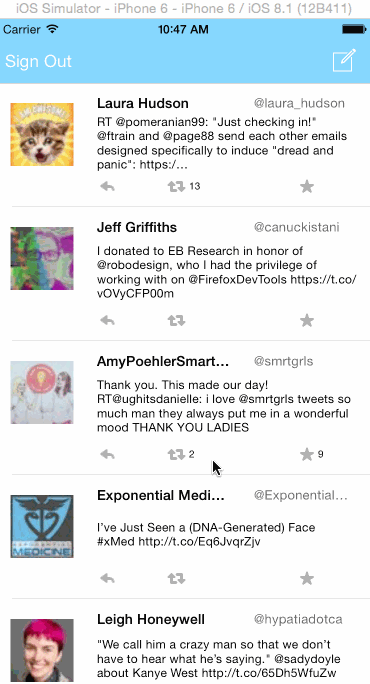 iOS Simulator - iPhone 6 - iPhone 6 / iOS 8.1 (12B411)
Carrier 10:47 AM
Sign Out
I AM AWESOME
Laura Hudson @laura_hudson
RT @pomeranian99: "Just checking in!"
@ftrain and @page88 send each other emails
designed specifically to induce "dread and
panic": https:/…
13
Jeff Griffiths @canuckistani
I donated to EB Research in honor of
@robodesign, who I had the privilege of
working with on @FirefoxDevTools https://t.co/
vOVyCFP00m
AmyPoehlerSmart… @smrtgrls
Thank you. This made our day!
RT@ughitsdanielle: i love @smrtgrls tweets so
much man they always put me in a wonderful
mood THANK YOU LADIES
2 9
Exponential Medi… @Exponential…
EXPONENTIAL
MEDICINE
I've Just Seen a (DNA-Generated) Face
#xMed http://t.co/Eq6JvqrZjv
Leigh Honeywell @hypatiadotca
"We call him a crazy man so that we don't
have to hear what he's saying." @sadydoyle
about Kanye West http://t.co/65Dh5WfuZw